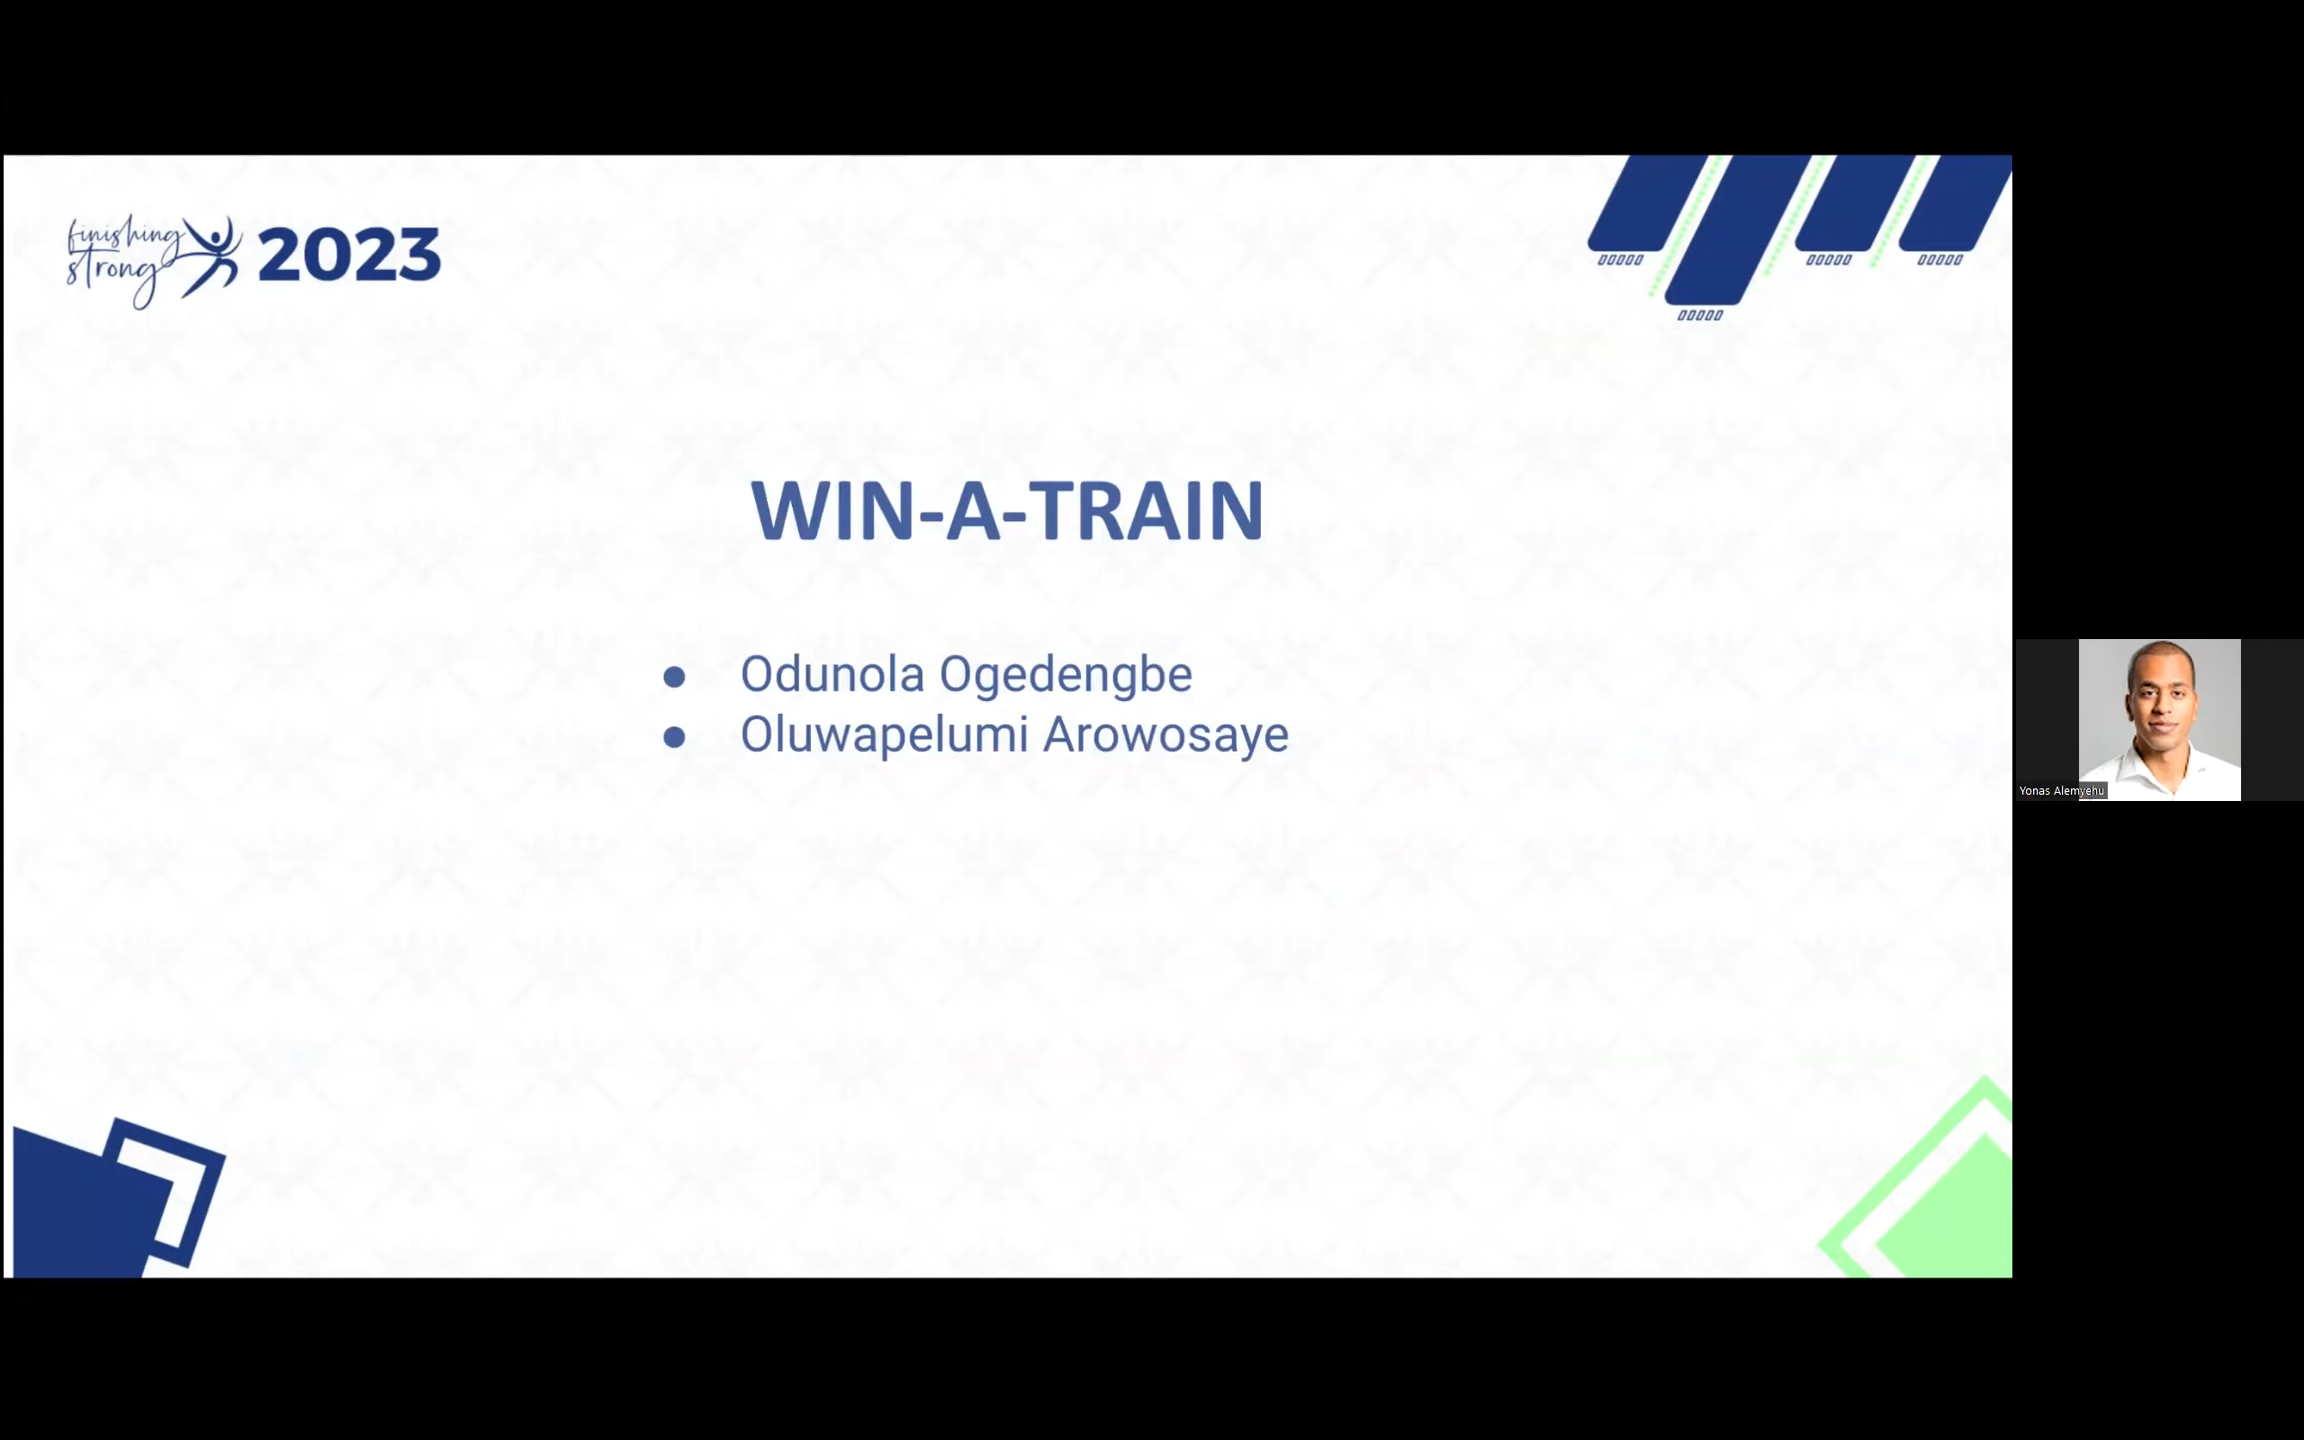 finishing
strong
2023
WIN-A-TRAIN
● Odunola Ogedengbe
● Oluwapelumi Arowosaye
Yonas Alemyehu